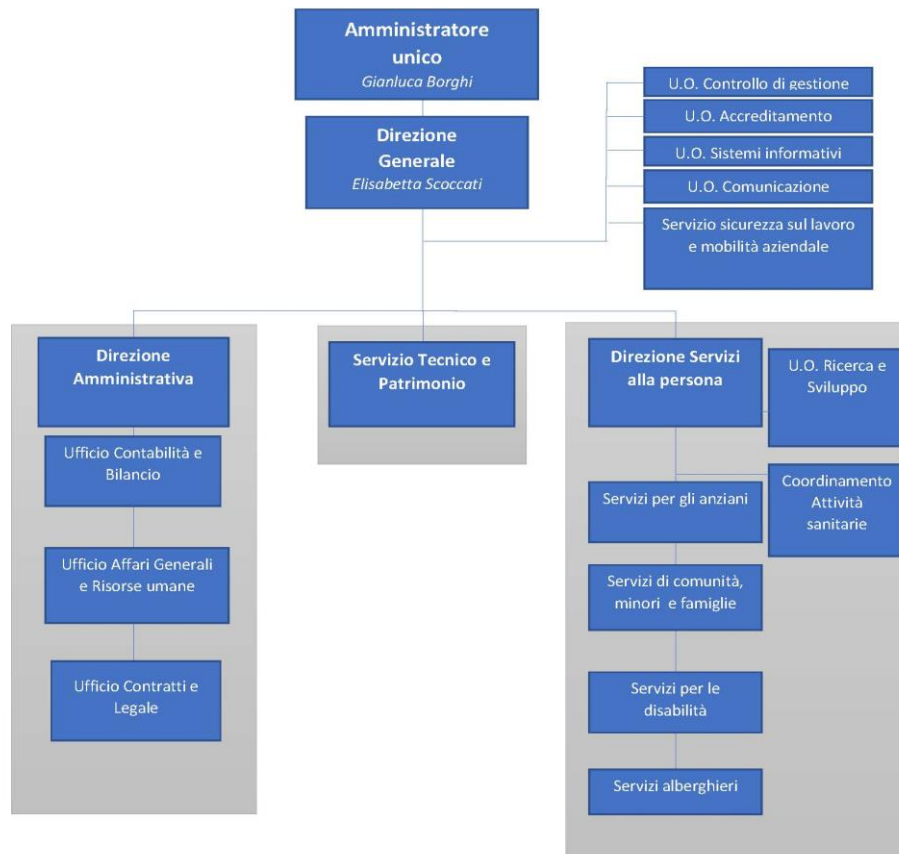 Amministratore
unico
Gianluca Borghi
Direzione
Generale
Elisabetta Scoccati
U.O. Controllo di gestione
U.O. Accreditamento
U.O. Sistemi informativi
U.O. Comunicazione
Servizio sicurezza sul lavoro
e mobilità aziendale
Direzione
Amministrativa
Ufficio Contabilità e
Bilancio
Ufficio Affari Generali
e Risorse umane
Ufficio Contratti e
Legale
Servizio Tecnico e
Patrimonio
Direzione Servizi
alla persona
U.O. Ricerca e
Sviluppo
Coordinamento
Attività
sanitarie
Servizi per gli anziani
Servizi di comunità,
minori e famiglie
Servizi per le
disabilità
Servizi alberghieri